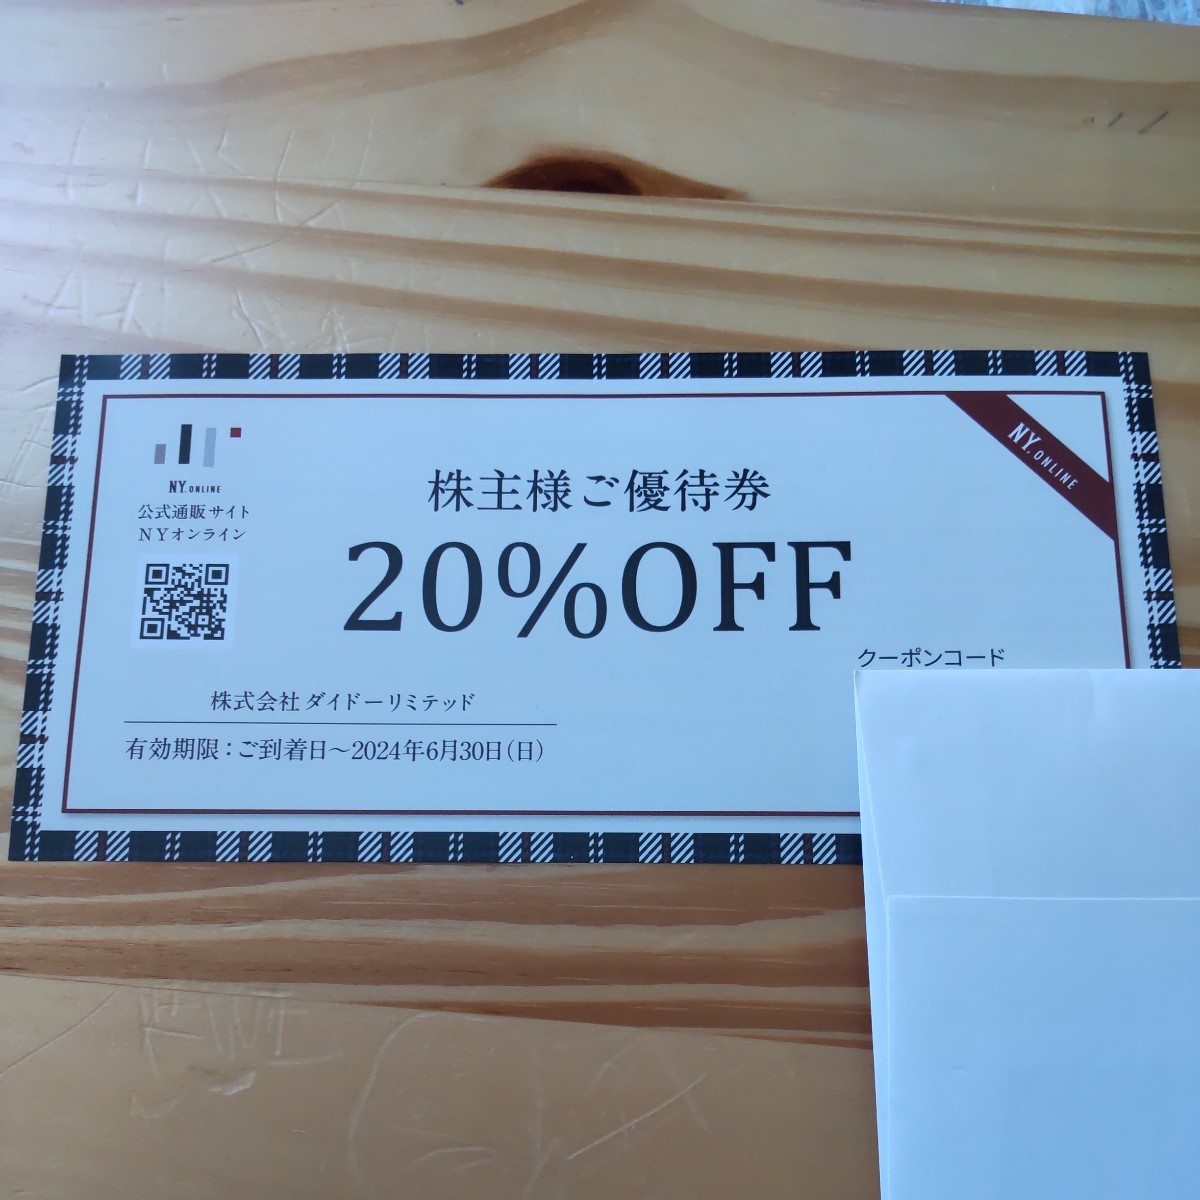 NY. ONLINE
公式通販サイト
NYオンライン
株主様ご優待券
20%OFF
NY. ONLINE
クーポンコード
株式会社 ダイドーリミテッド
有効期限：ご到着日～2024年6月30日（日）